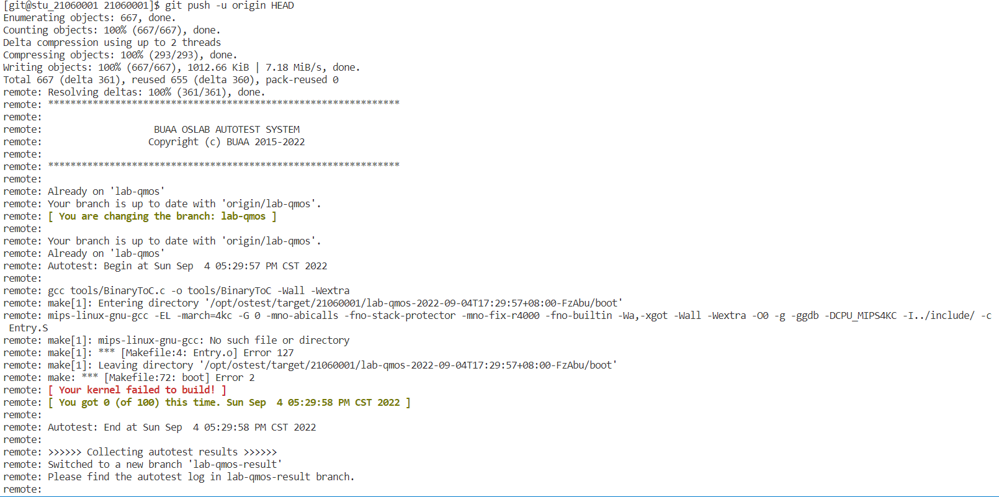 [git@stu_21060001 21060001]$ git push -u origin HEAD
Enumerating objects: 667, done.
Counting objects: 100% (667/667), done.
Delta compression using up to 2 threads
Compressing objects: 100% (293/293), done.
Writing objects: 100% (667/667), 1012.66 KiB | 7.18 MiB/s, done.
Total 667 (delta 361), reused 655 (delta 360), pack-reused 0
remote: Resolving deltas: 100% (361/361), done.
remote: ***************************************************************
remote:
remote:                    BUAA OSLAB AUTOTEST SYSTEM
remote:                   Copyright (c) BUAA 2015-2022
remote:
remote: ***************************************************************
remote:
remote: Already on 'lab-qmos'
remote: Your branch is up to date with 'origin/lab-qmos'.
remote: [ You are changing the branch: lab-qmos ]
remote:
remote: Your branch is up to date with 'origin/lab-qmos'.
remote: Already on 'lab-qmos'
remote: Autotest: Begin at Sun Sep  4 05:29:57 PM CST 2022
remote:
remote: gcc tools/BinaryToC.c -o tools/BinaryToC -Wall -Wextra
remote: make[1]: Entering directory '/opt/ostest/target/21060001/lab-qmos-2022-09-04T17:29:57+08:00-FzAbu/boot'
remote: mips-linux-gnu-gcc -EL -march=4kc -G 0 -mno-abicalls -fno-stack-protector -mno-fix-r4000 -fno-builtin -Wa,-xgot -Wall -Wextra -O0 -g -ggdb -DCPU_MIPS4KC -I../include/ -c
 Entry.S
remote: make[1]: mips-linux-gnu-gcc: No such file or directory
remote: make[1]: *** [Makefile:4: Entry.o] Error 127
remote: make[1]: Leaving directory '/opt/ostest/target/21060001/lab-qmos-2022-09-04T17:29:57+08:00-FzAbu/boot'
remote: make: *** [Makefile:72: boot] Error 2
remote: [ Your kernel failed to build! ]
remote: [ You got 0 (of 100) this time. Sun Sep  4 05:29:58 PM CST 2022 ]
remote:
remote: Autotest: End at Sun Sep  4 05:29:58 PM CST 2022
remote:
remote: >>>>>> Collecting autotest results >>>>>>
remote: Switched to a new branch 'lab-qmos-result'
remote: Please find the autotest log in lab-qmos-result branch.
remote: